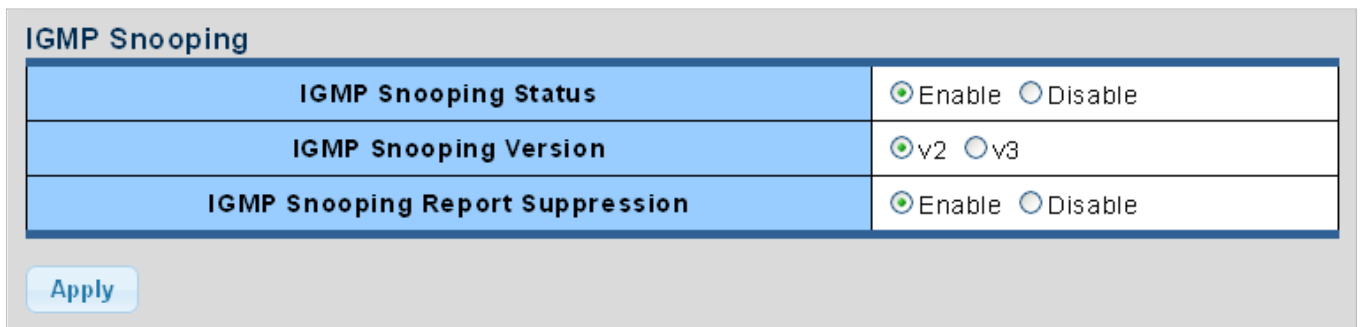 IGMP Snooping
IGMP Snooping Status Enable Disable
IGMP Snooping Version v2 v3
IGMP Snooping Report Suppression Enable Disable
Apply